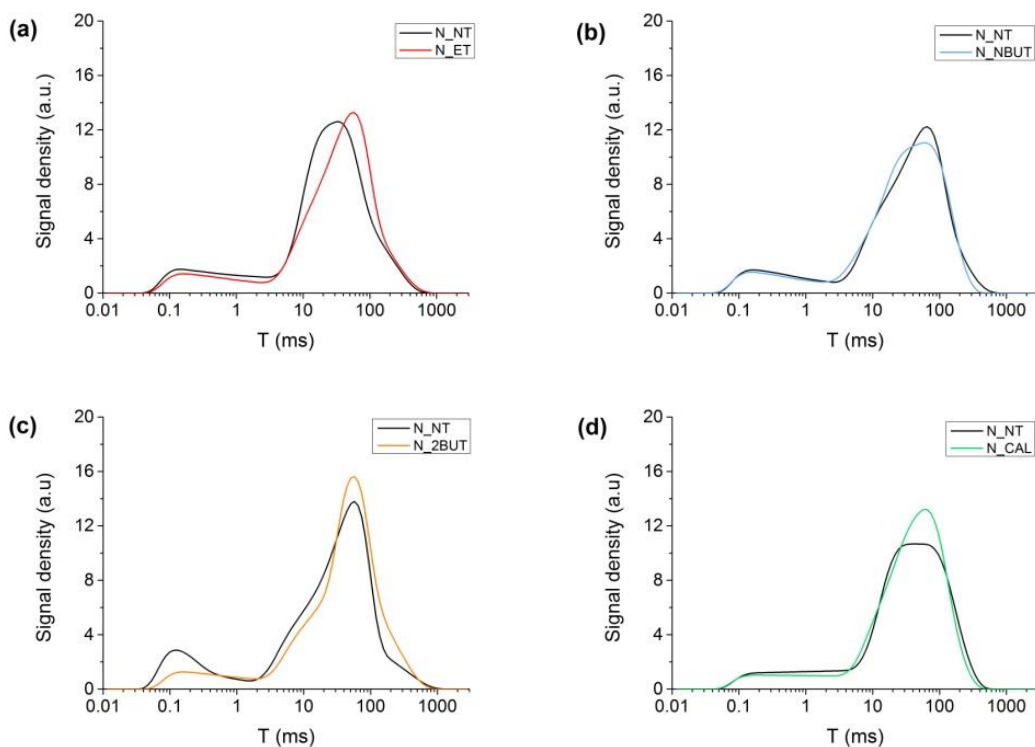 (a)
N_NT
N_ET
Signal density (a.u.)
20
16
12
8
4
0
0.01 0.1 1 10 100 1000
T (ms)
(b)
N_NT
N_NBUT
Signal density (a.u.)
20
16
12
8
4
0
0.01 0.1 1 10 100 1000
T (ms)
(c)
N_NT
N_2BUT
Signal density (a.u)
20
16
12
8
4
0
0.01 0.1 1 10 100 1000
T (ms)
(d)
N_NT
N_CAL
Signal density (a.u.)
20
16
12
8
4
0
0.01 0.1 1 10 100 1000
T (ms)